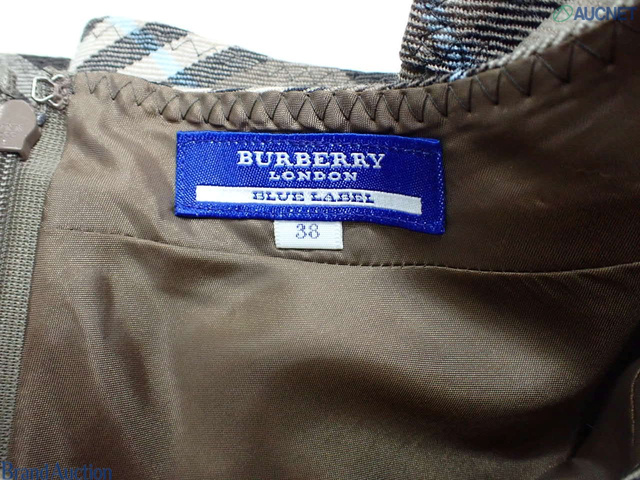 AUCNET
BURBERRY
LONDON
BLUE LABEL
38
Brand Auction